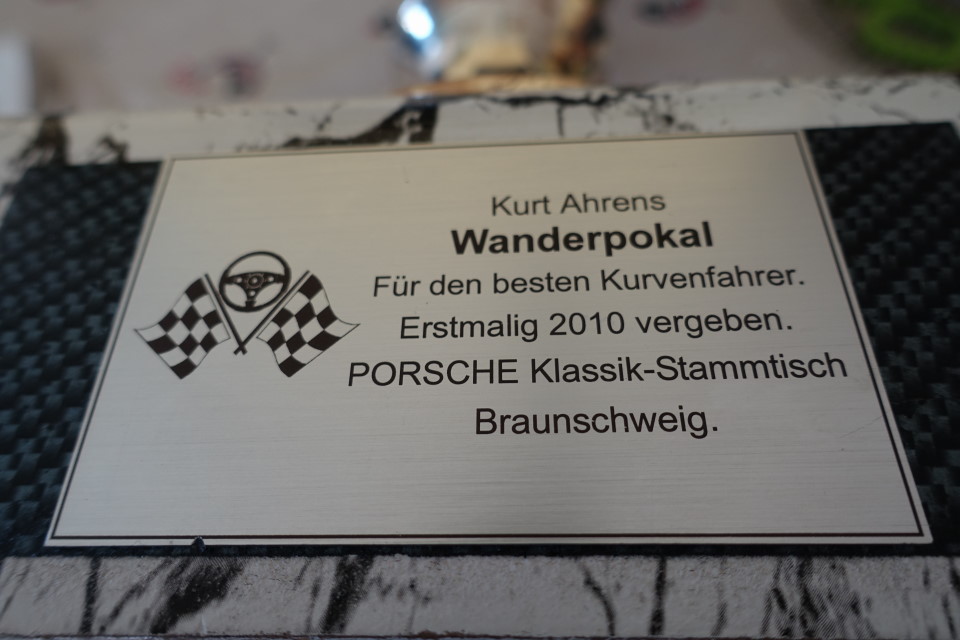 Kurt Ahrens
Wanderpokal
Für den besten Kurvenfahrer.
Erstmalig 2010 vergeben.
PORSCHE Klassik-Stammtisch
Braunschweig.